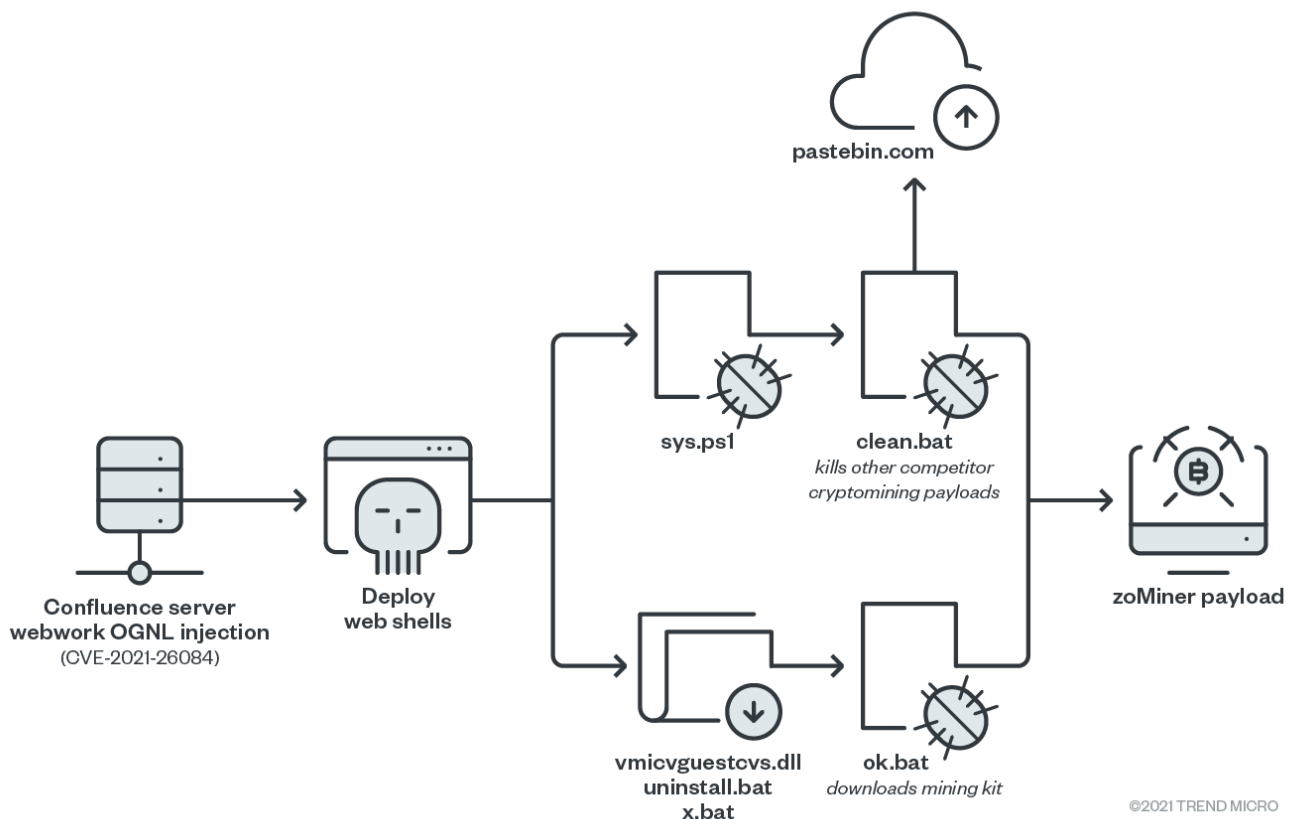 pastebin.com
sys.ps1
clean.bat
kills other competitor
cryptomining payloads
Confluence server
webwork OGNL injection
(CVE-2021-26084)
Deploy
web shells
zoMiner payload
vmicvguestcvs.dll
uninstall.bat
x.bat
ok.bat
downloads mining kit
©2021 TREND MICRO